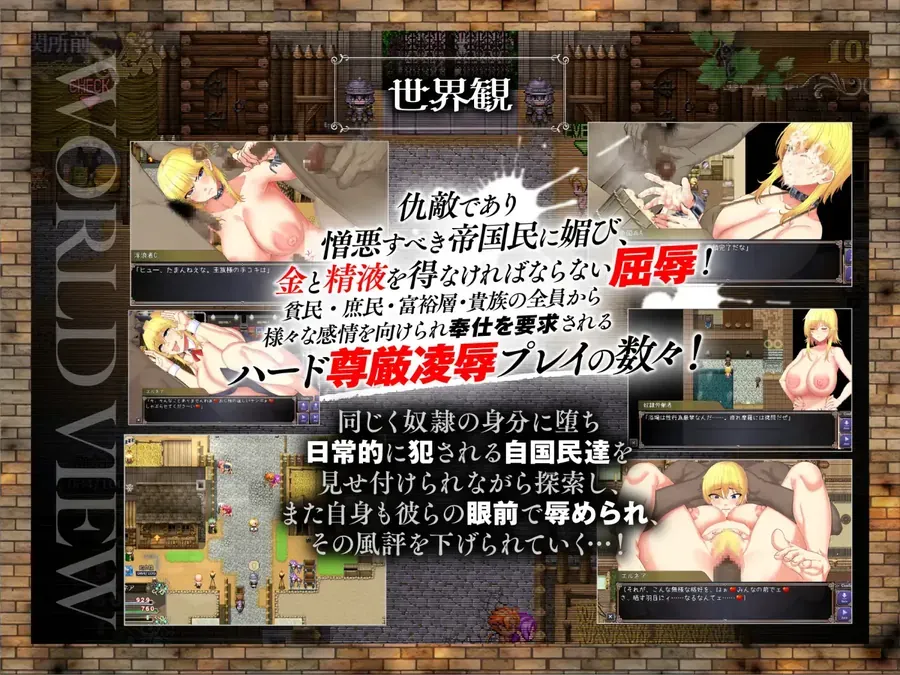 関所前
CHECK
WORLD VIEW
世界観
仇敵であり
憎悪すべき帝国民に媚び、
金と精液を得なければならない屈辱！
貧民・庶民・富裕層・貴族の全員から
様々な感情を向けられ奉仕を要求される
ハード尊厳凌辱プレイの数々！
同じく奴隷の身分に堕ち
日常的に犯される自国民達を
見せ付けられながら探索し、
また自身も彼らの眼前で辱められ、
その風評を下げられていく…！
「ヒュー、たまんねえな。王族様の手コキは」
929
760